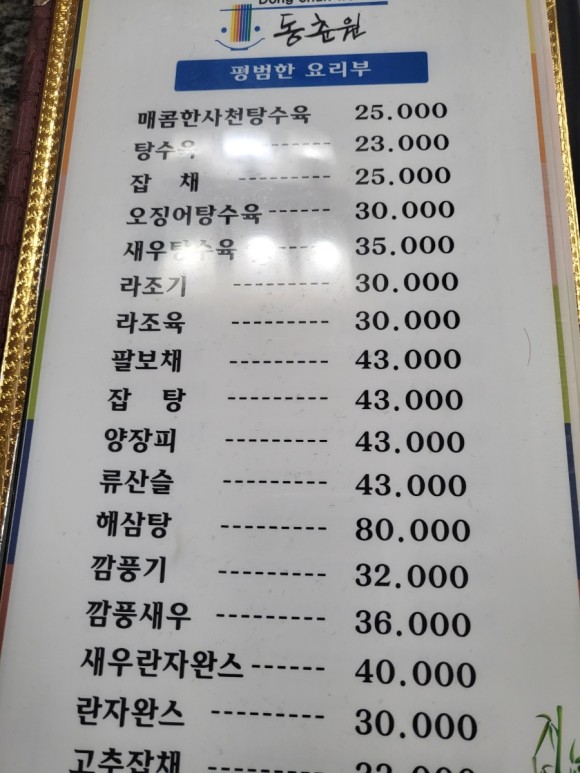 동춘원
평범한 요리부
매콤한사천탕수육 25.000
탕수육 -------- 23.000
잡 채 --------- 25.000
오징어탕수육 ------ 30.000
새우탕수육 ------ 35.000
라조기 --------- 30.000
라조육 --------- 30.000
팔보채 --------- 43.000
잡 탕 --------- 43.000
양장피 --------- 43.000
류산슬 --------- 43.000
해삼탕 --------- 80.000
깜풍기 --------- 32.000
깜풍새우 --------- 36.000
새우란자완스 ------ 40.000
란자완스 --------- 30.000
고추잡채 ---------